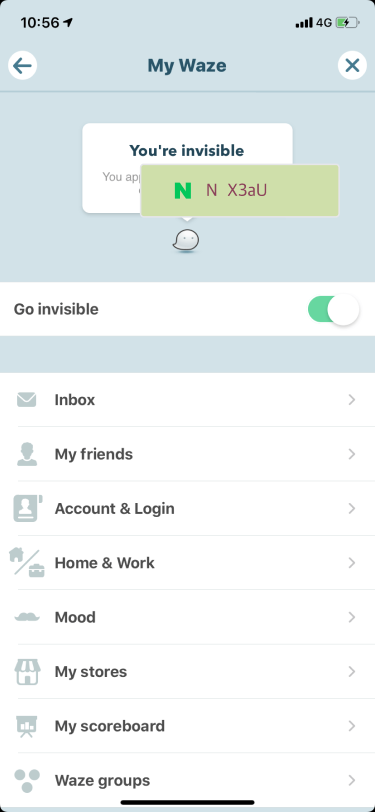 10:56
4G
My Waze
You're invisible
You app
N N X3aU
Go invisible
Inbox
My friends
Account & Login
Home & Work
Mood
My stores
My scoreboard
Waze groups